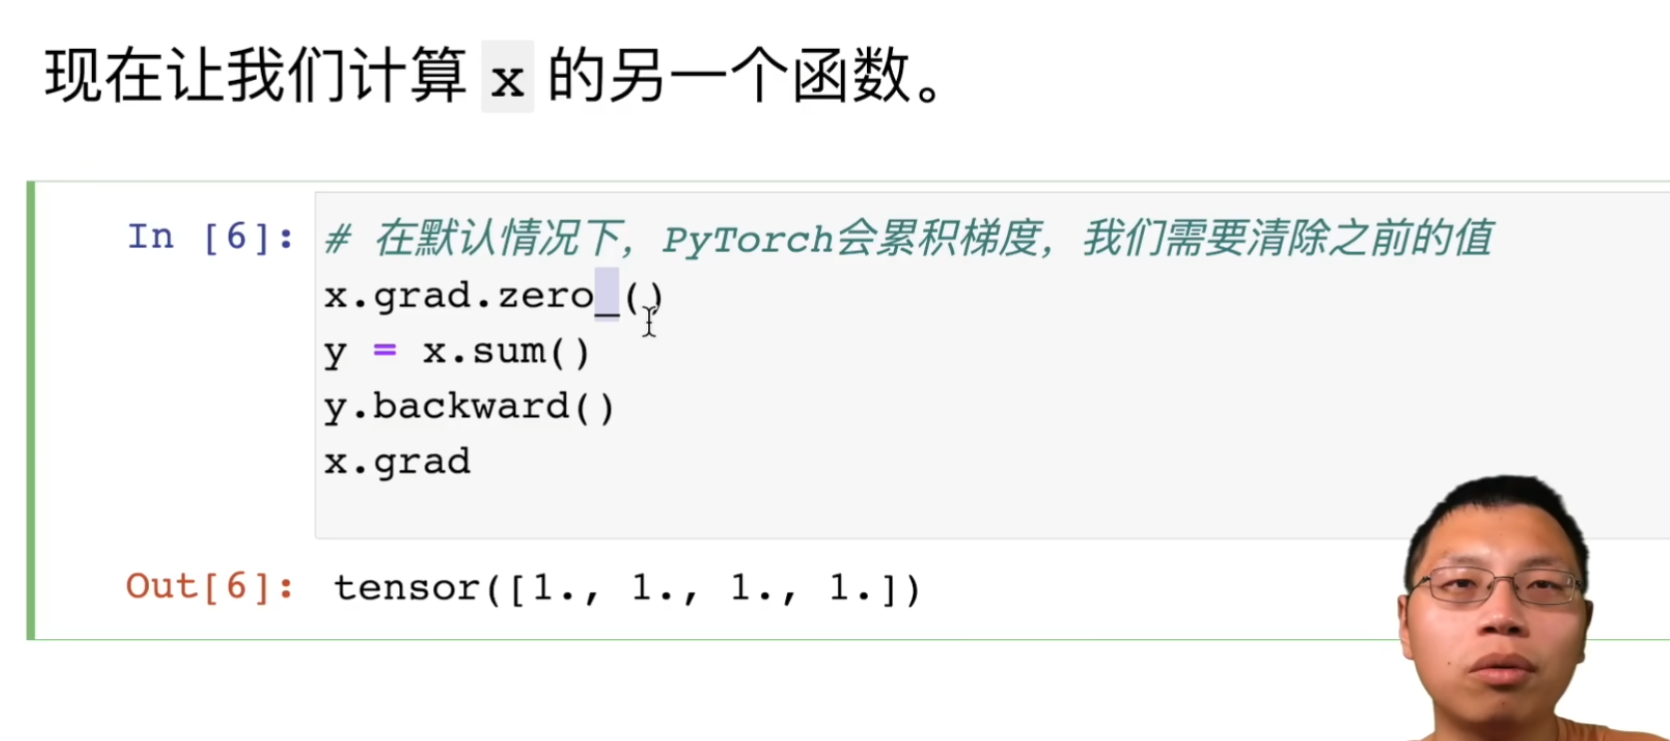 现在让我们计算 x 的另一个函数。
In [6]: # 在默认情况下，PyTorch会累积梯度，我们需要清除之前的值
x.grad.zero_()
y = x.sum()
y.backward()
x.grad
Out[6]: tensor([1., 1., 1., 1.])